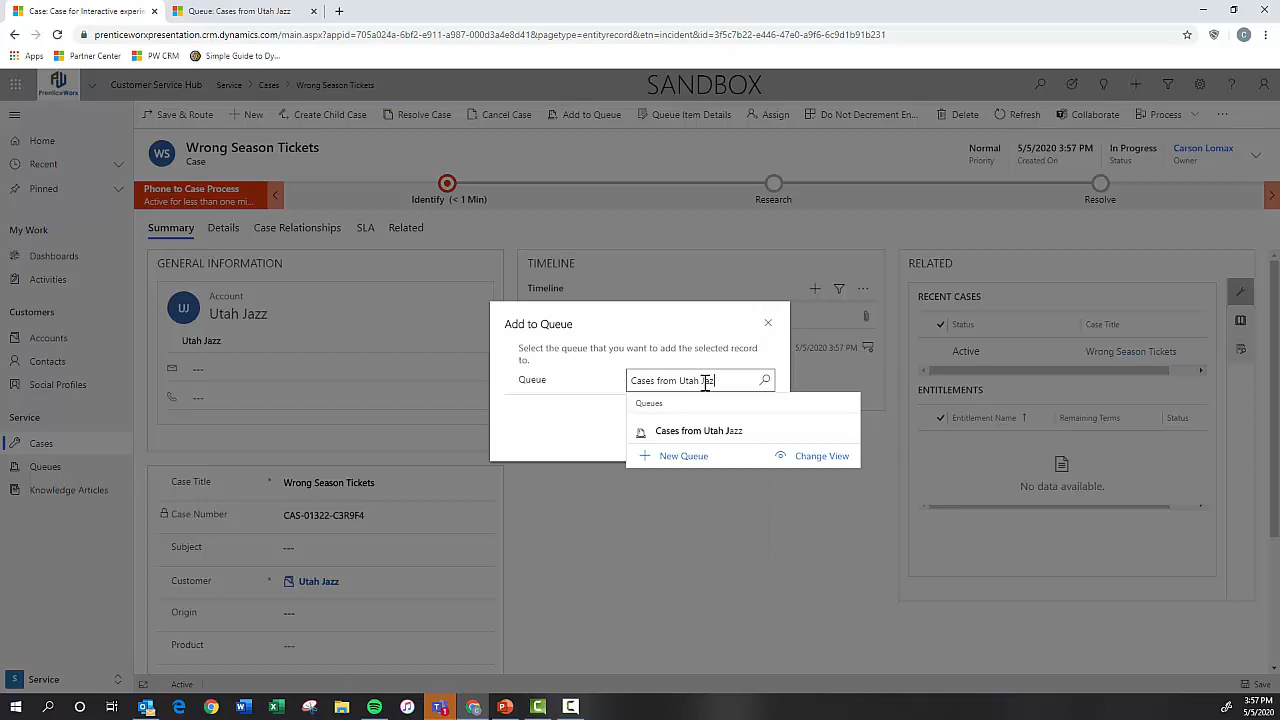 Case: Case for Interactive experi
Queue: Cases from Utah Jazz
prenticeworxpresentation.crm.dynamics.com/main.aspx?appid=705a024a-6bf2-e911-a987-000d3a4e8d41&pagetype=entityrecord&etn=incident&id=3f5c7b22-e446-47e0-a9f6-6c9d1b91b231
C
Apps
Partner Center
PW CRM
Simple Guide to Dy...
PrenticeWorx
Customer Service Hub
Service
Cases
Wrong Season Tickets
SANDBOX
Save & Route
New
Create Child Case
Resolve Case
Cancel Case
Add to Queue
Queue Item Details
Assign
Do Not Decrement En...
Delete
Refresh
Collaborate
Process
Home
Recent
Pinned
My Work
Dashboards
Activities
Customers
Accounts
Contacts
Social Profiles
Service
Cases
Queues
Knowledge Articles
S Service
WS
Wrong Season Tickets
Case
Normal
Priority
5/5/2020 3:57 PM
Created On
In Progress
Status
Carson Lomax
Owner
Phone to Case Process
Active for less than one mi...
Identify (< 1 Min)
Research
Resolve
Summary
Details
Case Relationships
SLA
Related
GENERAL INFORMATION
UJ
Account
Utah Jazz
Utah Jazz
---
---
Case Title * Wrong Season Tickets
Case Number CAS-01322-C3R9F4
Subject ---
Customer * Utah Jazz
Origin ---
Product ---
TIMELINE
Timeline
5/5/2020 3:57 PM
Add to Queue
Select the queue that you want to add the selected record
to.
Queue
Cases from Utah Jaz
Queues
Cases from Utah Jazz
New Queue
Change View
RELATED
RECENT CASES
Status
Case Title
Active
Wrong Season Tickets
ENTITLEMENTS
Entitlement Name
Remaining Terms
Status
No data available.
Active
Save
3:57 PM
5/5/2020